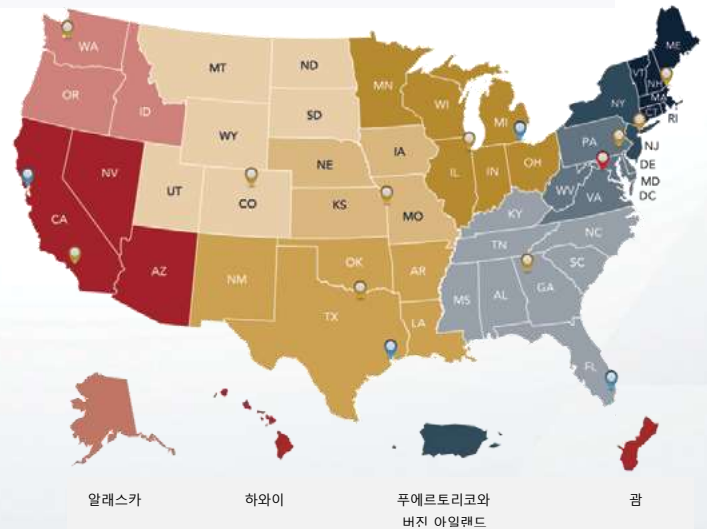 WA
MT
ND
MN
ME
VT
NH
OR
ID
SD
WI
MI
NY
MA
CT
RI
WY
NE
IA
PA
NJ
NV
UT
CO
KS
MO
IL
IN
OH
WV
VA
DE
MD
DC
CA
KY
AZ
NM
OK
AR
TN
NC
SC
TX
LA
MS
AL
GA
FL
알래스카
하와이
푸에르토리코와
버진 아일랜드
괌